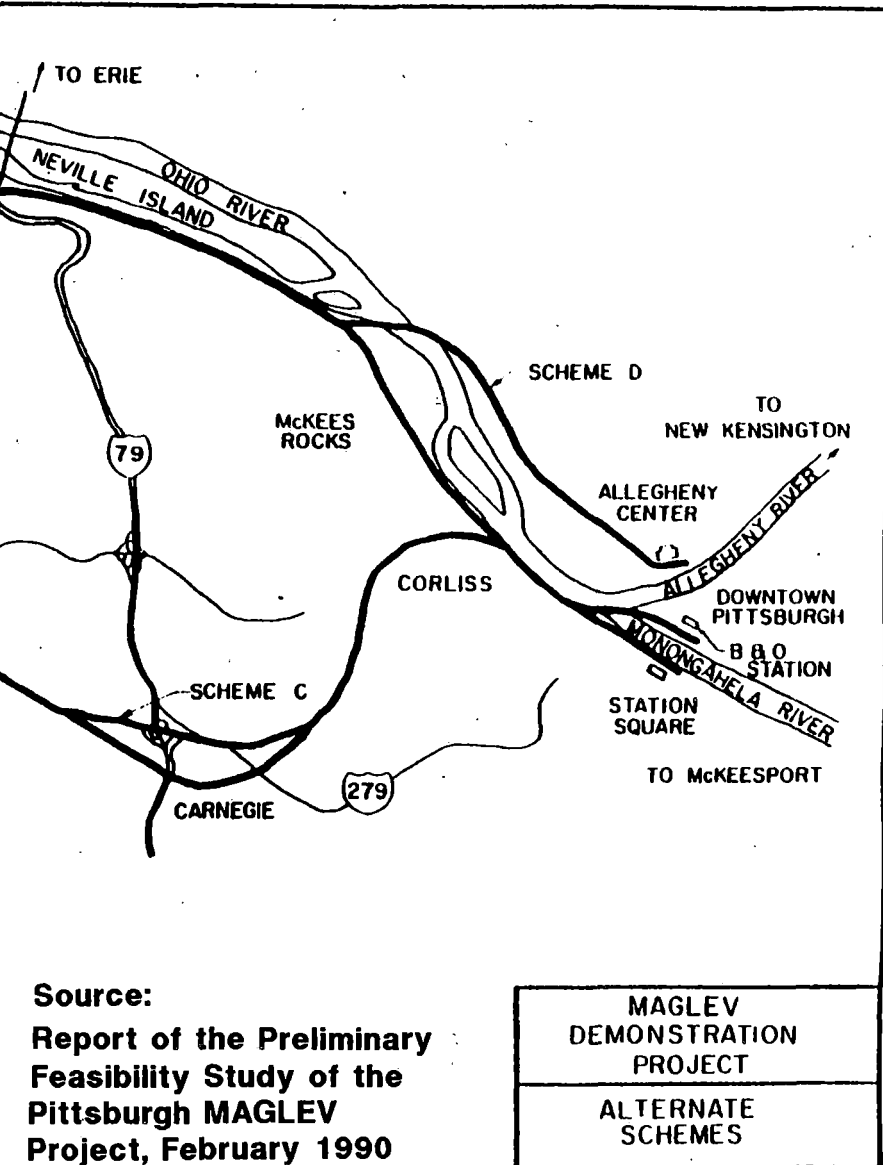 TO ERIE
OHIO RIVER
NEVILLE ISLAND
SCHEME D
TO
NEW KENSINGTON
McKEES
ROCKS
79
ALLEGHENY
CENTER
ALLEGHENY RIVER
CORLISS
DOWNTOWN
PITTSBURGH
B & O
STATION
MONONGAHELA RIVER
SCHEME C
STATION
SQUARE
TO McKEESPORT
279
CARNEGIE
Source:
Report of the Preliminary
Feasibility Study of the
Pittsburgh MAGLEV
Project, February 1990
MAGLEV
DEMONSTRATION
PROJECT
ALTERNATE
SCHEMES